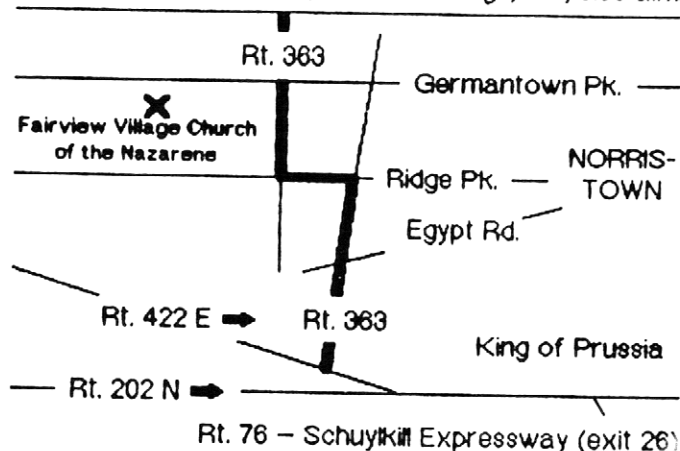 Rt. 363
Germantown Pk.
Fairview Village Church
of the Nazarene
NORRIS-
TOWN
Ridge Pk.
Egypt Rd.
Rt. 422 E
Rt. 363
King of Prussia
Rt. 202 N
Rt. 76 – Schuylkill Expressway (exit 26)